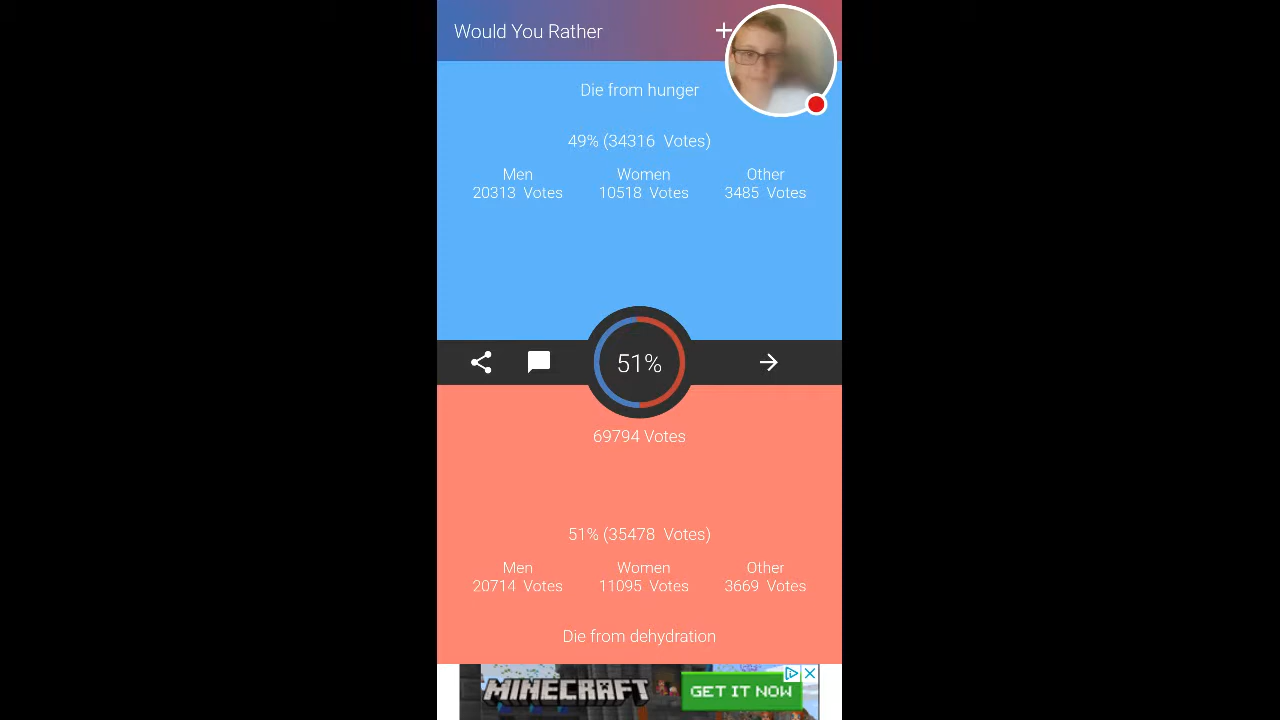 Would You Rather
Die from hunger
49% (34316 Votes)
Men Women Other
20313 Votes 10518 Votes 3485 Votes
51%
69794 Votes
51% (35478 Votes)
Men Women Other
20714 Votes 11095 Votes 3669 Votes
Die from dehydration
MINECRAFT GET IT NOW